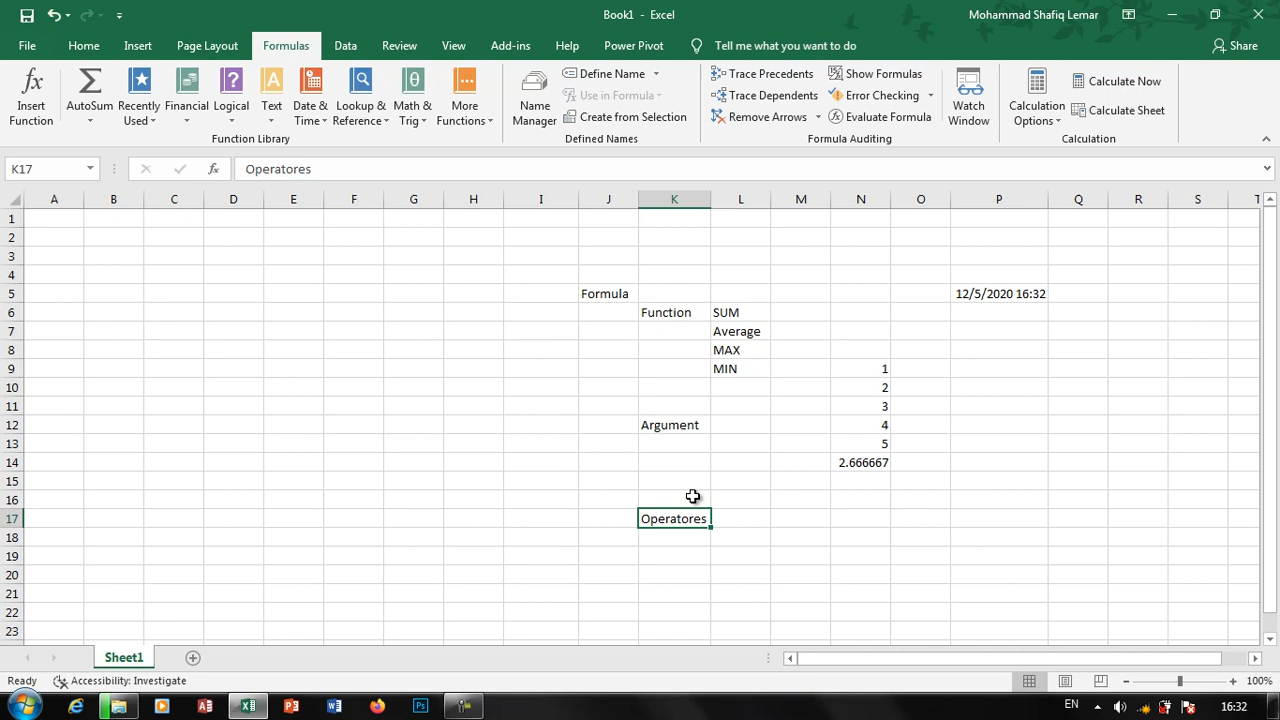 Book1 - Excel
Mohammad Shafiq Lemar
File Home Insert Page Layout Formulas Data Review View Add-ins Help Power Pivot Tell me what you want to do Share
Insert Function
AutoSum
Recently Used
Financial
Logical
Text
Date & Time
Lookup & Reference
Math & Trig
More Functions
Function Library
Name Manager
Define Name
Use in Formula
Create from Selection
Defined Names
Trace Precedents
Trace Dependents
Remove Arrows
Show Formulas
Error Checking
Evaluate Formula
Formula Auditing
Watch Window
Calculation Options
Calculate Now
Calculate Sheet
Calculation
K17 fx Operatores
A B C D E F G H I J K L M N O P Q R S T
1
2
3
4
5 Formula 12/5/2020 16:32
6 Function SUM
7 Average
8 MAX
9 MIN 1
10 2
11 3
12 Argument 4
13 5
14 2.666667
15
16
17 Operatores
18
19
20
21
22
23
Sheet1
Ready Accessibility: Investigate 100%
EN 16:32